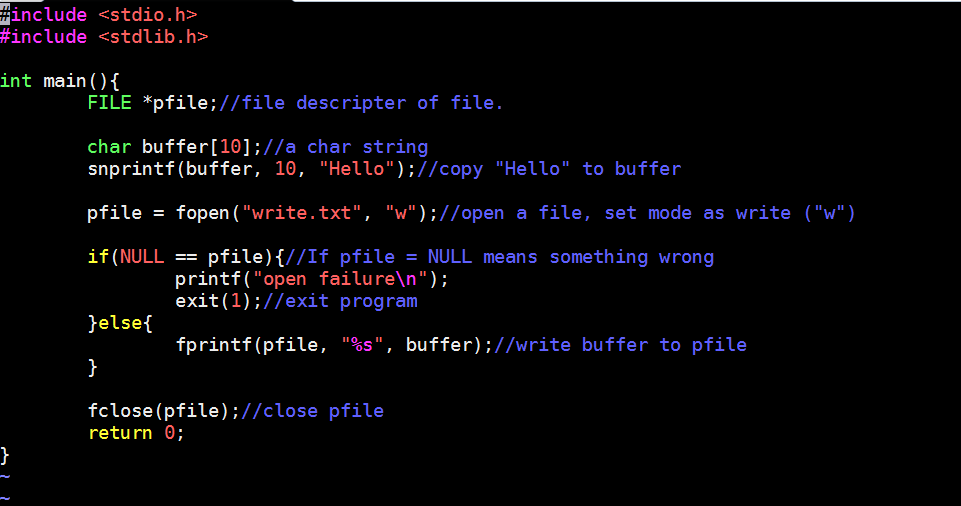 #include <stdio.h>
#include <stdlib.h>
int main(){
FILE *pfile;//file descripter of file.
char buffer[10];//a char string
snprintf(buffer, 10, "Hello");//copy "Hello" to buffer
pfile = fopen("write.txt", "w");//open a file, set mode as write ("w")
if(NULL == pfile){//If pfile = NULL means something wrong
printf("open failure\n");
exit(1);//exit program
}else{
fprintf(pfile, "%s", buffer);//write buffer to pfile
}
fclose(pfile);//close pfile
return 0;
}
~
~